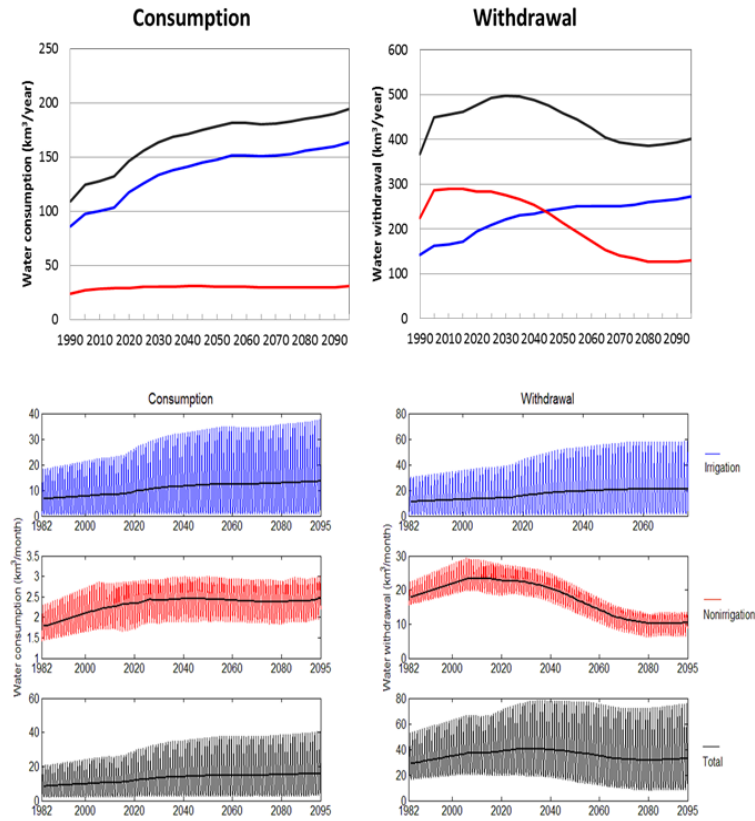 Consumption
Withdrawal
Water consumption (km³/year)
250
200
150
100
50
0
1990 2010 2020 2030 2040 2050 2060 2070 2080 2090
Water withdrawal (km³/year)
600
500
400
300
200
100
0
1990 2010 2020 2030 2040 2050 2060 2070 2080 2090
Consumption
Withdrawal
40
30
20
10
0
1982 2000 2020 2040 2060 2080 2095
80
60
40
20
0
1982 2000 2020 2040 2060
Irrigation
Water consumption (km³/month)
3.5
3
2.5
2
1.5
1
1982 2000 2020 2040 2060 2080 2095
Water withdrawal (km³/month)
30
20
10
0
1982 2000 2020 2040 2060 2080 2095
Nonirrigation
60
40
20
0
1982 2000 2020 2040 2060 2080 2095
80
60
40
20
0
1982 2000 2020 2040 2060 2080 2095
Total